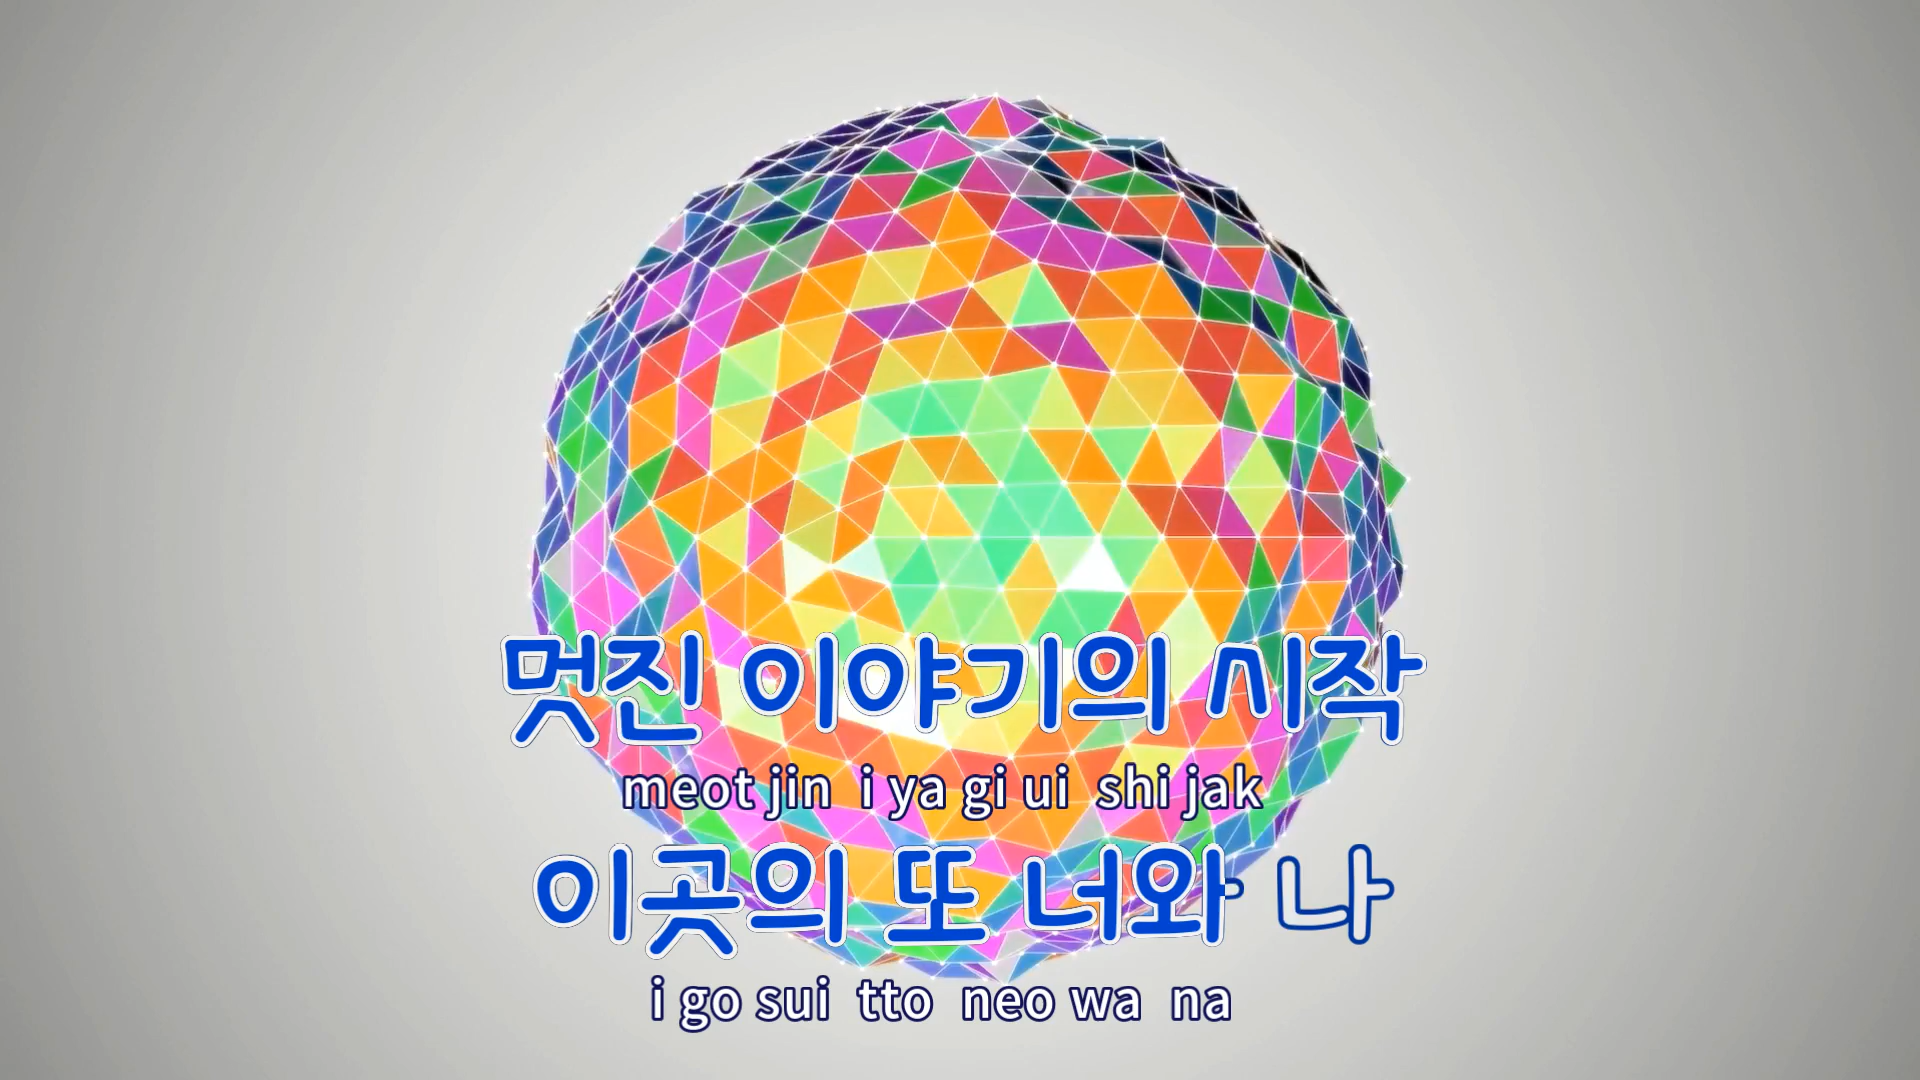 멋진 이야기의 시작
meot jin i ya gi ui shi jak
이곳의 또 너와 나
i go sui tto neo wa na